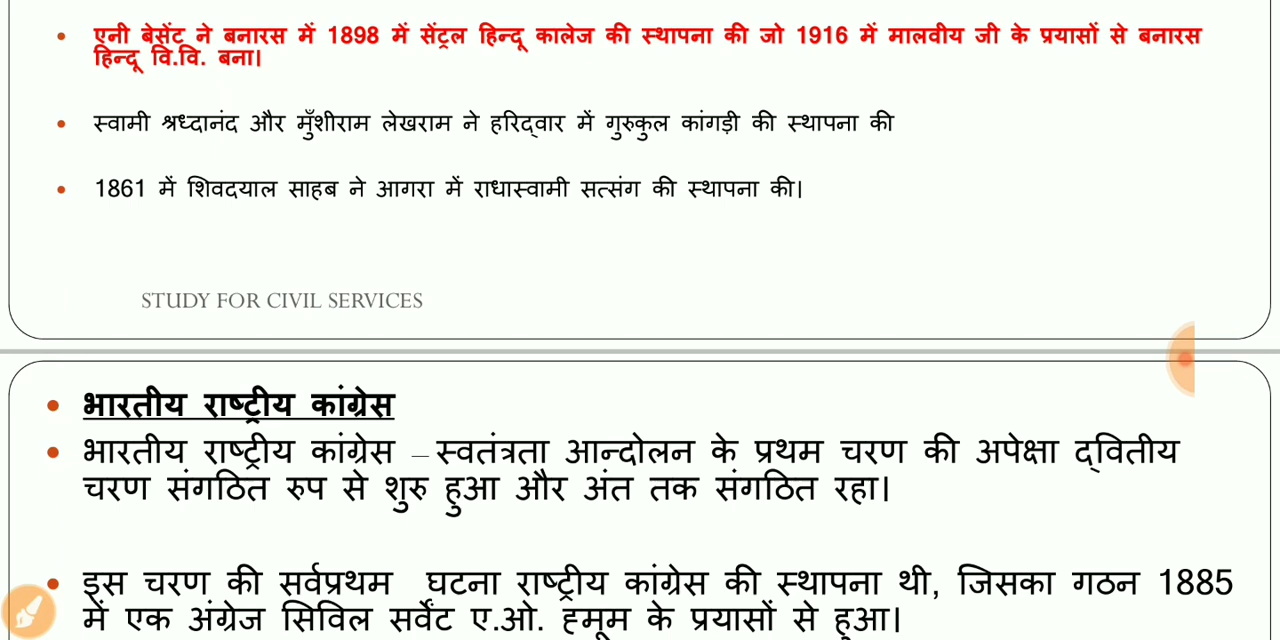 एनी बेसेंट ने बनारस में 1898 में सेंट्रल हिन्दू कालेज की स्थापना की जो 1916 में मालवीय जी के प्रयासों से बनारस
हिन्दू वि.वि. बना।
स्वामी श्रध्दानंद और मुँशीराम लेखराम ने हरिद्वार में गुरुकुल कांगड़ी की स्थापना की
1861 में शिवदयाल साहब ने आगरा में राधास्वामी सत्संग की स्थापना की।
STUDY FOR CIVIL SERVICES
भारतीय राष्ट्रीय कांग्रेस
भारतीय राष्ट्रीय कांग्रेस – स्वतंत्रता आन्दोलन के प्रथम चरण की अपेक्षा द्वितीय
चरण संगठित रुप से शुरु हुआ और अंत तक संगठित रहा।
इस चरण की सर्वप्रथम घटना राष्ट्रीय कांग्रेस की स्थापना थी, जिसका गठन 1885
में एक अंग्रेज सिविल सर्वेंट ए.ओ. ह्मूम के प्रयासों से हुआ।